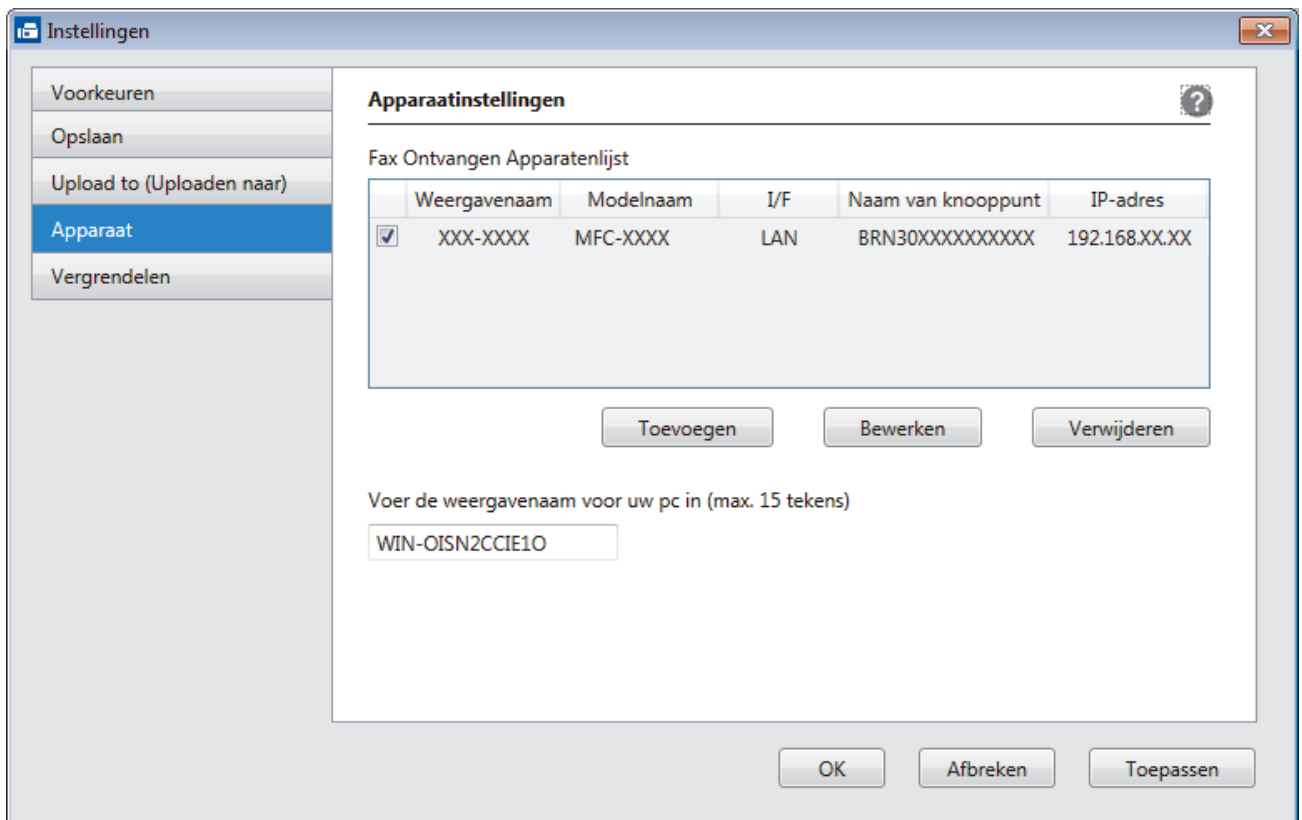 Instellingen
Voorkeuren
Opslaan
Upload to (Uploaden naar)
Apparaat
Vergrendelen
Apparaatinstellingen
?
Fax Ontvangen Apparatenlijst
Weergavenaam Modelnaam I/F Naam van knooppunt IP-adres
XXX-XXXX MFC-XXXX LAN BRN30XXXXXXXXXX 192.168.XX.XX
Toevoegen Bewerken Verwijderen
Voer de weergavenaam voor uw pc in (max. 15 tekens)
WIN-OISN2CCIE1O
OK Afbreken Toepassen